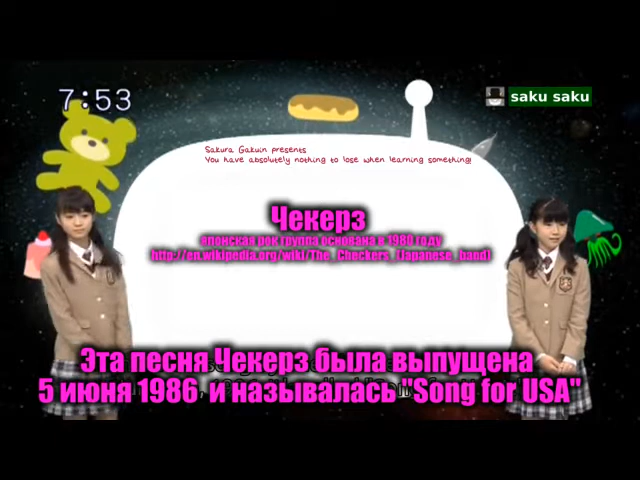 7:53
saku saku
Sakura Gakuin presents
You have absolutely nothing to lose when learning something!
Чекерз
японская рок группа основана в 1980 году
http://en.wikipedia.org/wiki/The_Checkers_(Japanese_band)
Эта песня Чекерз была выпущена
5 июня 1986 и называлась "Song for USA"